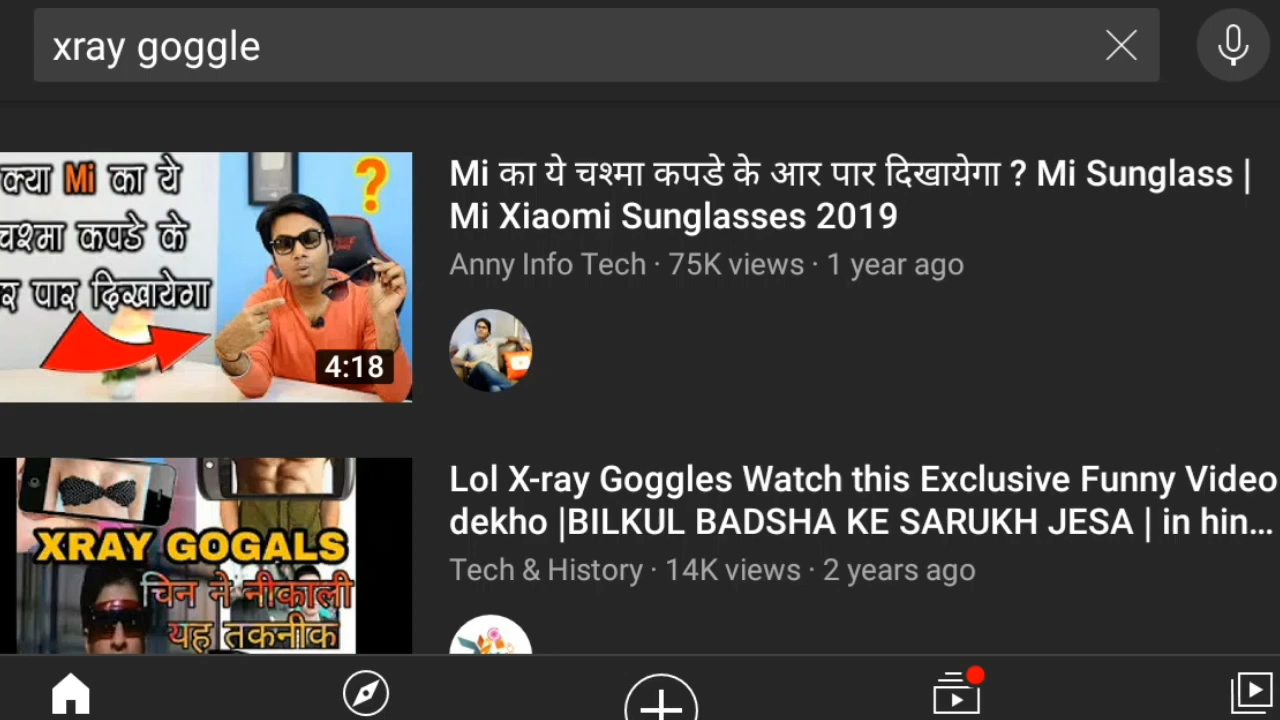 xray goggle
क्या Mi का ये
चश्मा कपडे के
र पार दिखायेगा
?
4:18
Mi का ये चश्मा कपडे के आर पार दिखायेगा ? Mi Sunglass |
Mi Xiaomi Sunglasses 2019
Anny Info Tech · 75K views · 1 year ago
XRAY GOGALS
चिन ने नीकाली
यह तकनीक
Lol X-ray Goggles Watch this Exclusive Funny Video
dekho |BILKUL BADSHA KE SARUKH JESA | in hin...
Tech & History · 14K views · 2 years ago